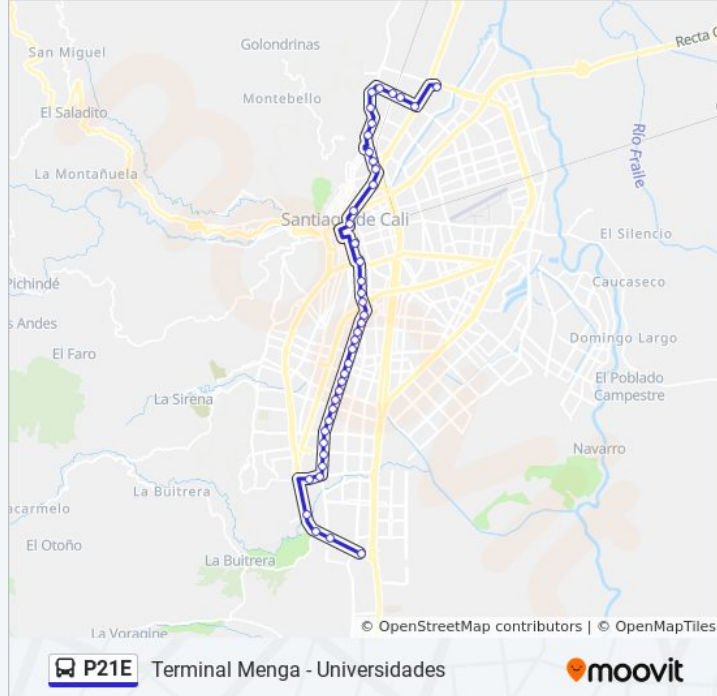 San Miguel
Golondrinas
Recta C
El Saladito
Montebello
Río Fraile
La Montañuela
Santiago de Cali
El Silencio
Pichindé
Caucaseco
s Andes
El Faro
Domingo Largo
El Poblado
Campestre
La Sirena
Navarro
La Büitrera
acarmelo
El Otoño
La Buitrera
La Voragine
© OpenStreetMap contributors | © OpenMapTiles
P21E Terminal Menga - Universidades
moovit